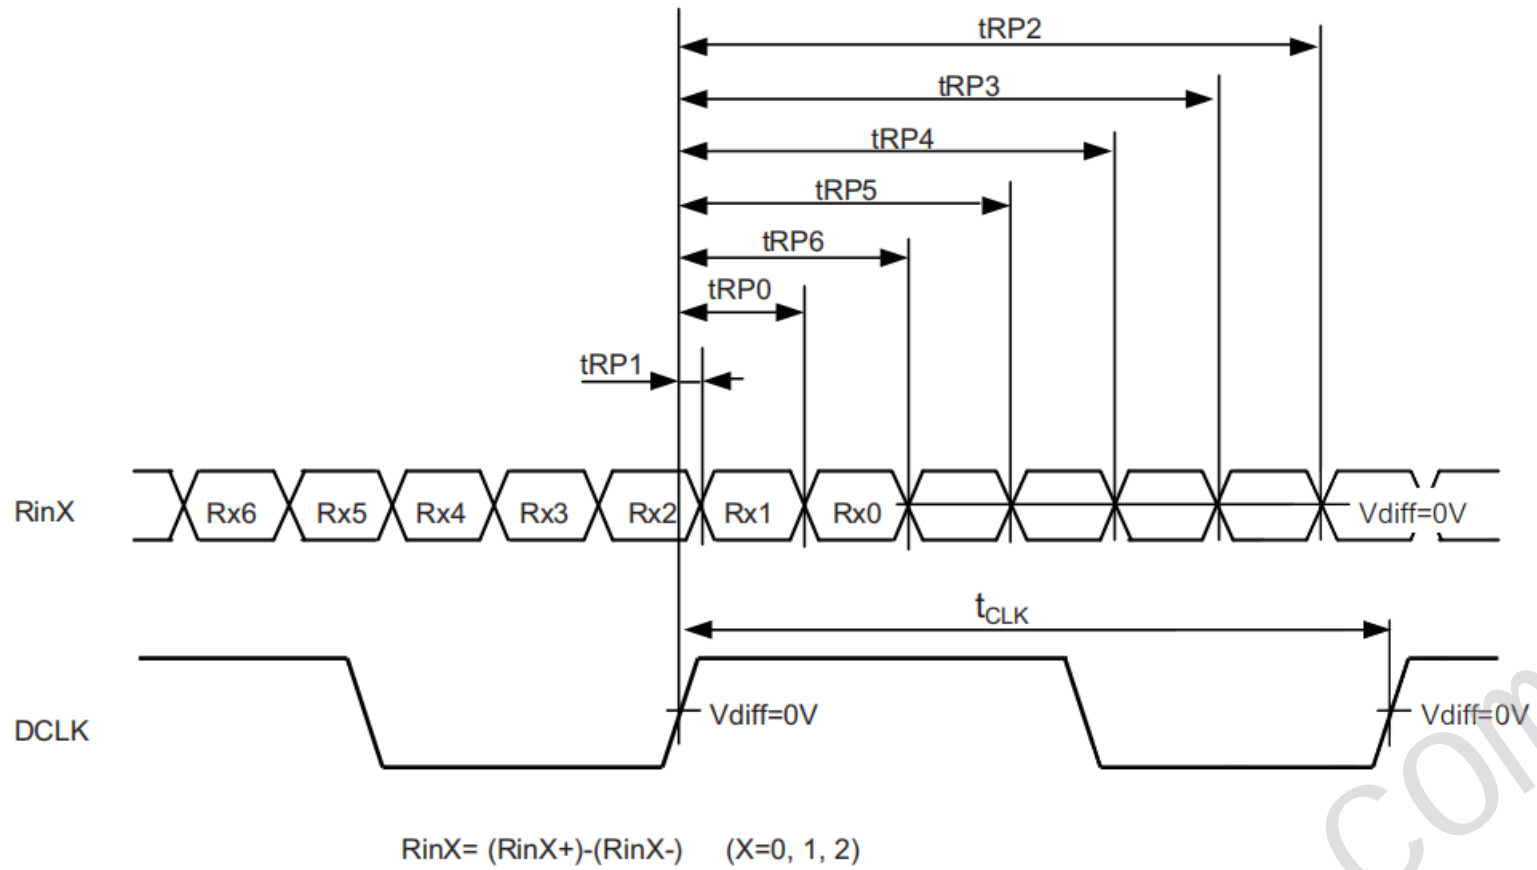 tRP2
tRP3
tRP4
tRP5
tRP6
tRP0
tRP1
RinX Rx6 Rx5 Rx4 Rx3 Rx2 Rx1 Rx0 Vdiff=0V
tCLK
DCLK Vdiff=0V Vdiff=0V
RinX= (RinX+)-(RinX-) (X=0, 1, 2)
com